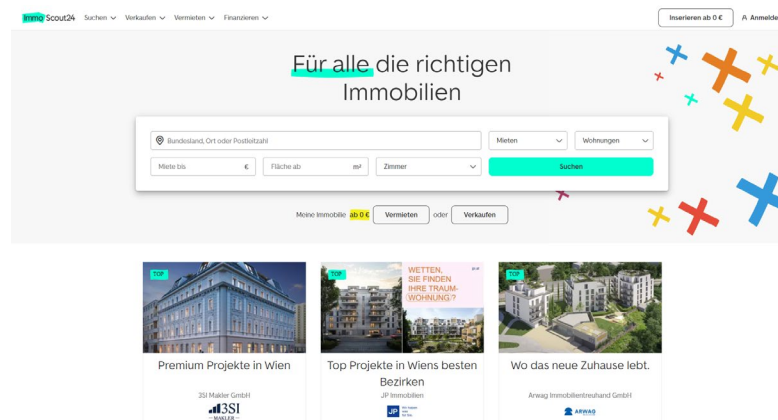 Immo Scout24 Suchen Verkaufen Vermieten Finanzieren Inserieren ab 0 € Anmelde
Für alle die richtigen
Immobilien
Bundesland, Ort oder Postleitzahl Mieten Wohnungen
Miete bis € Fläche ab m² Zimmer Suchen
Meine Immobilie ab 0 € Vermieten oder Verkaufen
TOP TOP TOP
WETTEN,
SIE FINDEN
IHRE TRAUM-
WOHNUNG!?
Premium Projekte in Wien
3SI Makler GmbH
3SI
MAKLER
Top Projekte in Wiens besten
Bezirken
JP Immobilien
JP
Wo das neue Zuhause lebt.
Arwag Immobilientreuhand GmbH
ARWAG